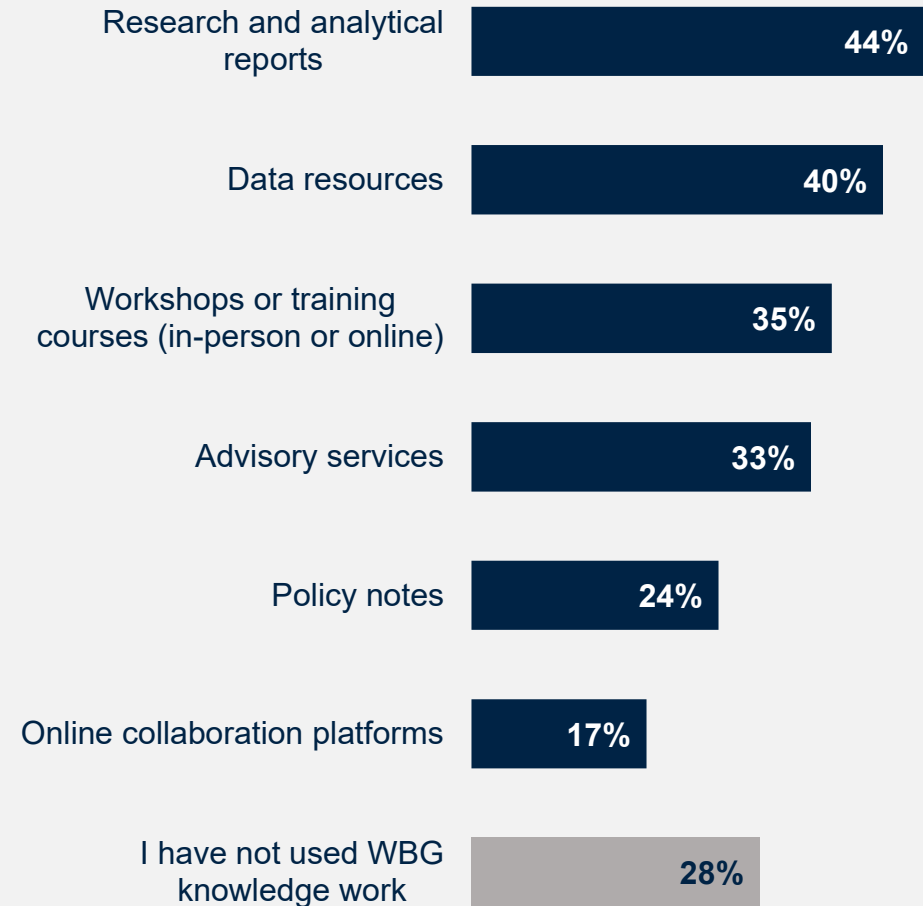 Research and analytical
reports
44%
Data resources
40%
Workshops or training
courses (in-person or online)
35%
Advisory services
33%
Policy notes
24%
Online collaboration platforms
17%
I have not used WBG
knowledge work
28%